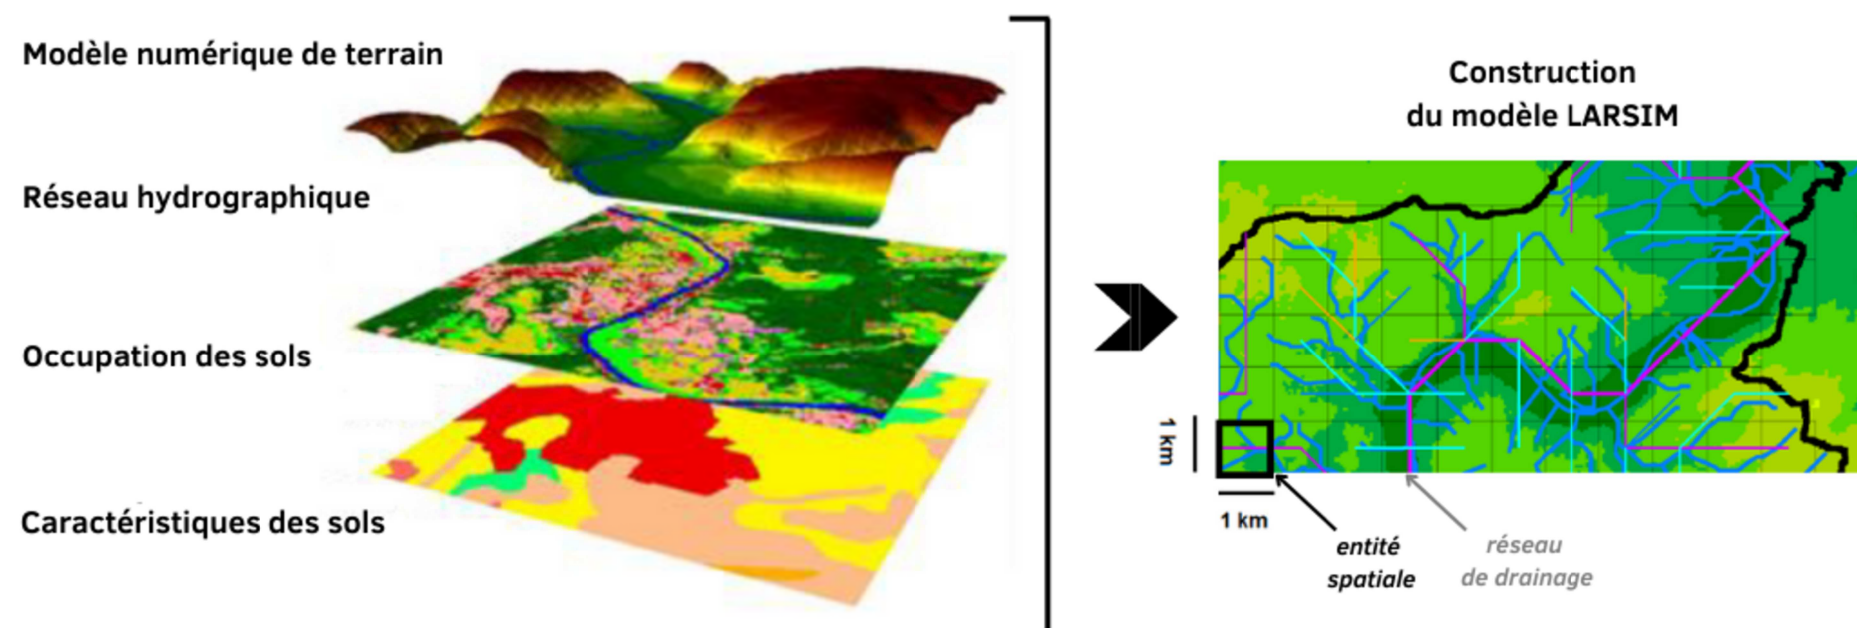 Modèle numérique de terrain
Réseau hydrographique
Occupation des sols
Caractéristiques des sols
Construction
du modèle LARSIM
1 km
1 km
entité
spatiale
réseau
de drainage